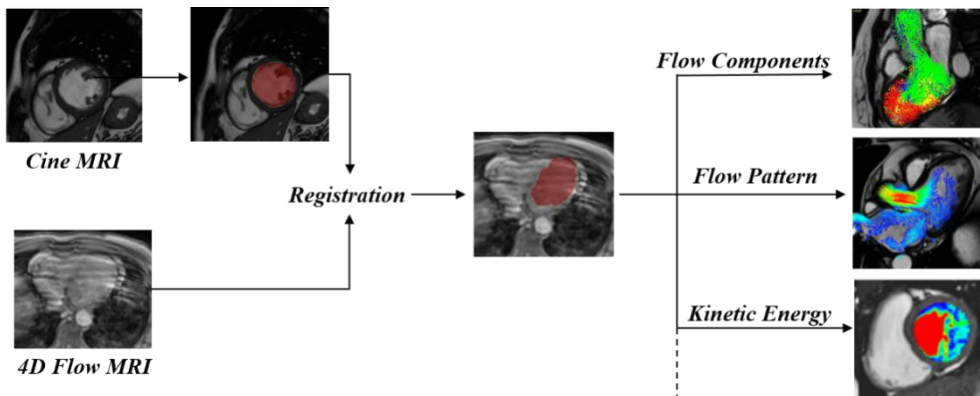 Cine MRI
Registration
4D Flow MRI
Flow Components
Flow Pattern
Kinetic Energy